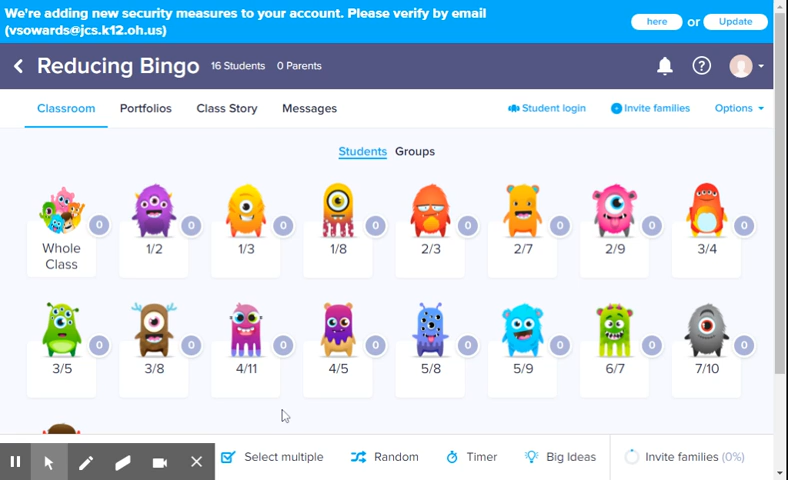 We're adding new security measures to your account. Please verify by email
(vsowards@jcs.k12.oh.us)
here or Update
Reducing Bingo 16 Students 0 Parents
Classroom Portfolios Class Story Messages Student login Invite families Options
Students Groups
0 0 0 0 0 0 0 0
Whole
Class
1/2 1/3 1/8 2/3 2/7 2/9 3/4
0 0 0 0 0 0 0 0
3/5 3/8 4/11 4/5 5/8 5/9 6/7 7/10
Select multiple Random Timer Big Ideas Invite families (0%)